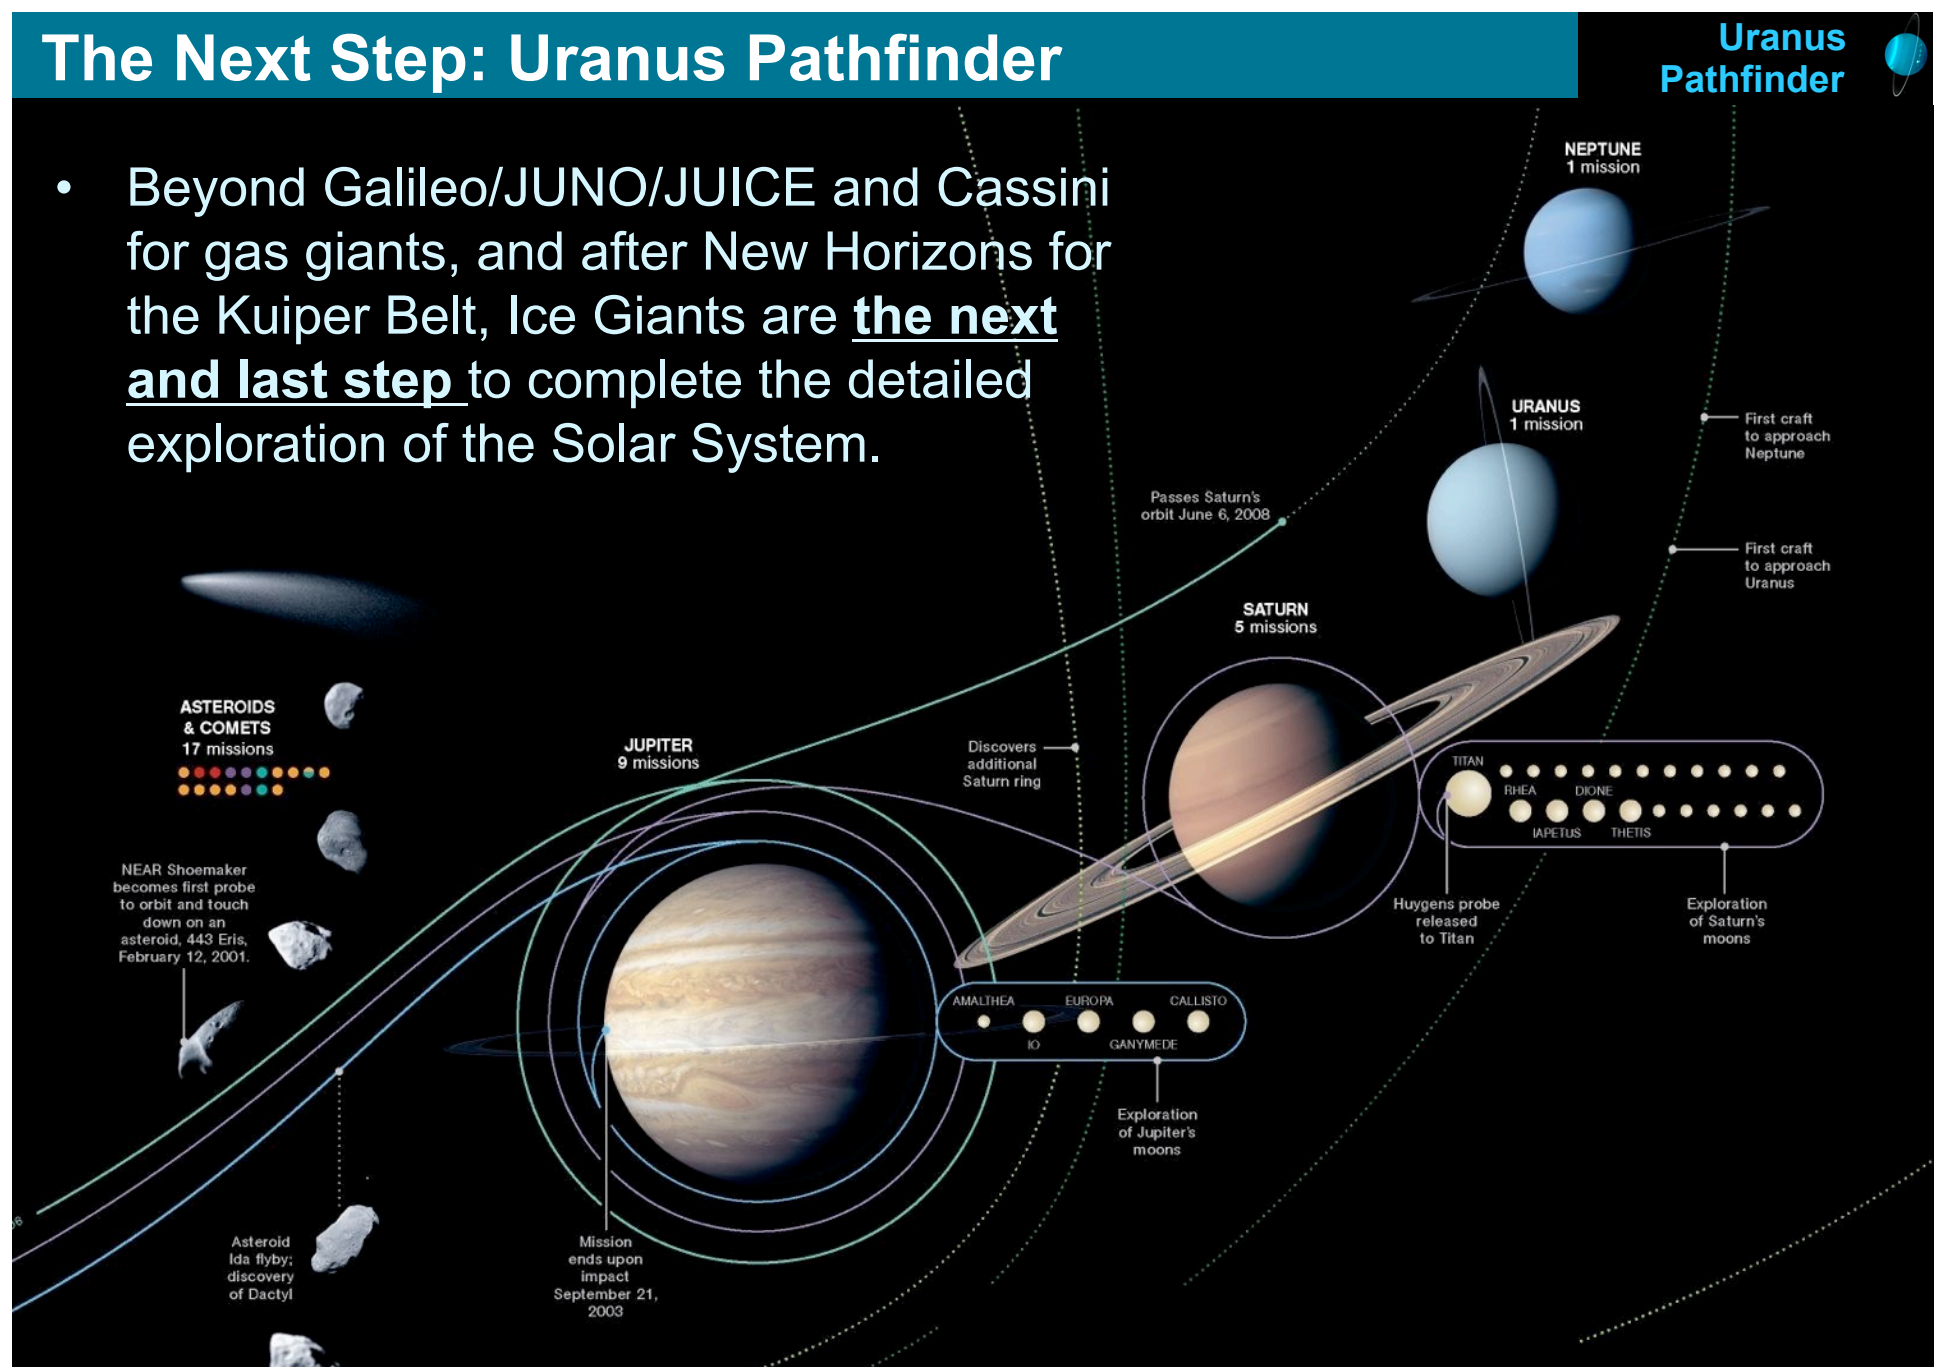 The Next Step: Uranus Pathfinder
Uranus
Pathfinder
• Beyond Galileo/JUNO/JUICE and Cassini
for gas giants, and after New Horizons for
the Kuiper Belt, Ice Giants are the next
and last step to complete the detailed
exploration of the Solar System.
NEPTUNE
1 mission
URANUS
1 mission
First craft
to approach
Neptune
Passes Saturn's
orbit June 6, 2008
First craft
to approach
Uranus
SATURN
5 missions
ASTEROIDS
& COMETS
17 missions
JUPITER
9 missions
Discovers
additional
Saturn ring
TITAN
RHEA
DIONE
IAPETUS
THETIS
NEAR Shoemaker
becomes first probe
to orbit and touch
down on an
asteroid, 443 Eris,
February 12, 2001.
Huygens probe
released
to Titan
Exploration
of Saturn's
moons
AMALTHEA
EUROPA
CALLISTO
IO
GANYMEDE
Exploration
of Jupiter's
moons
Asteroid
Ida flyby;
discovery
of Dactyl
Mission
ends upon
impact
September 21,
2003